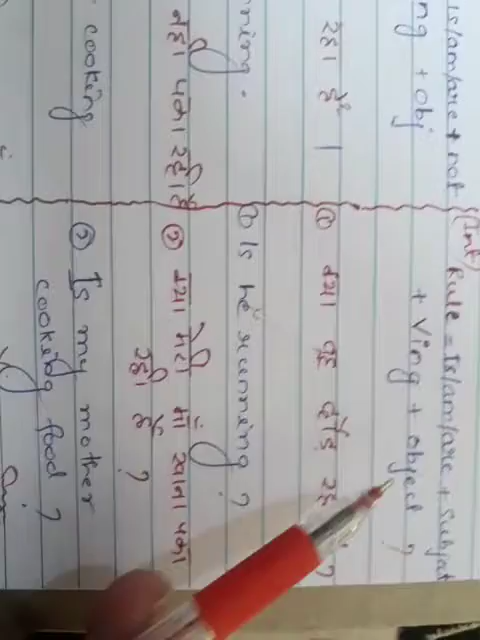 is/am/are + not
ng + obj
रहा है ।
ning.
नहीं पका रही है
cooking
(Int) Rule = Is/am/are + Subject
+ Ving + object ?
① क्या वह दौड़ रहा ?
① Is he running ?
② क्या मेरी माँ खाना पका
रही है ?
② Is my mother
cooking food ?